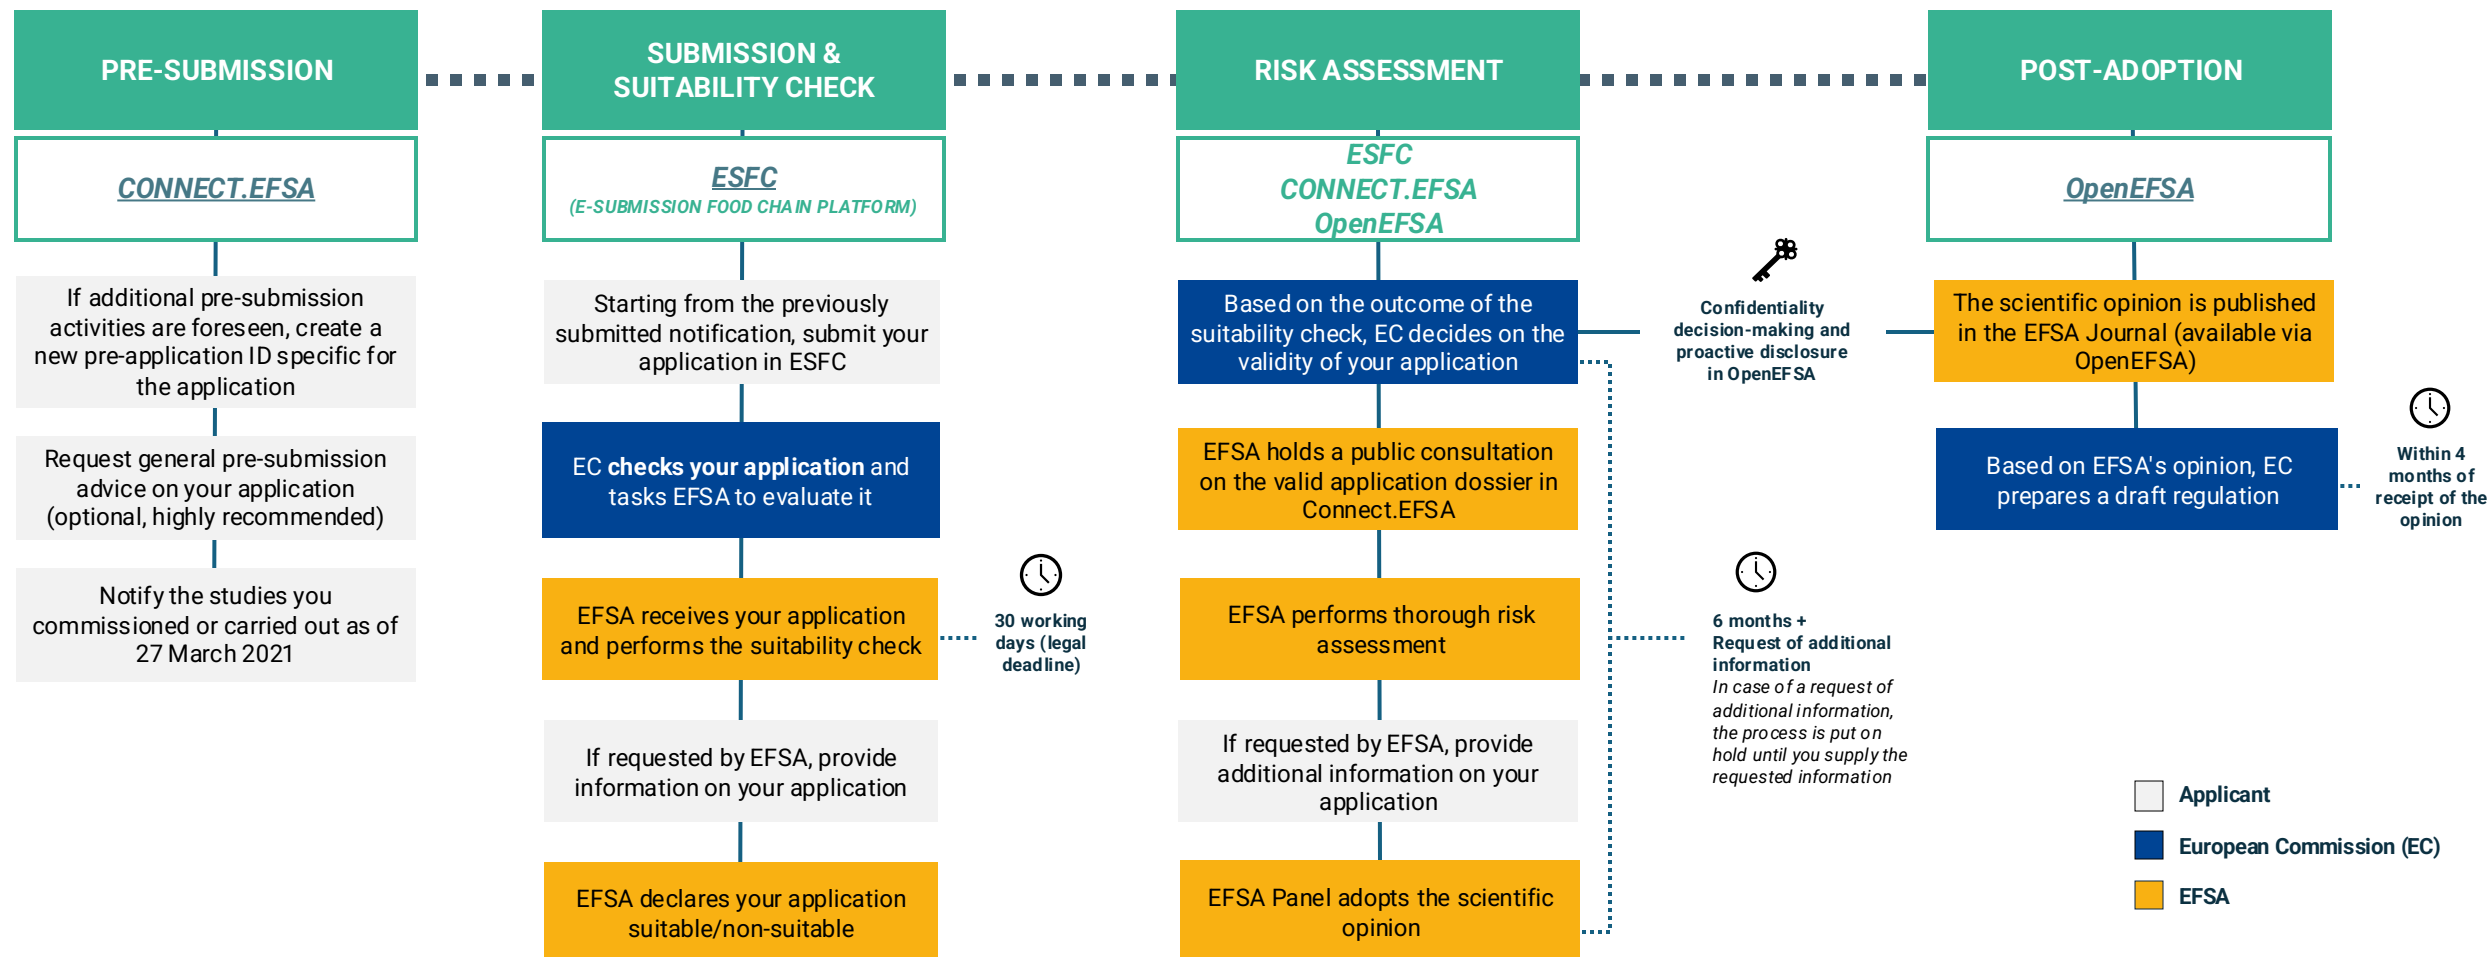 PRE-SUBMISSION
CONNECT.EFSA
If additional pre-submission
activities are foreseen, create a
new pre-application ID specific for
the application
Request general pre-submission
advice on your application
(optional, highly recommended)
Notify the studies you
commissioned or carried out as of
27 March 2021
SUBMISSION &
SUITABILITY CHECK
ESFC
(E-SUBMISSION FOOD CHAIN PLATFORM)
Starting from the previously
submitted notification, submit your
application in ESFC
EC checks your application and
tasks EFSA to evaluate it
EFSA receives your application
and performs the suitability check
30 working
days (legal
deadline)
If requested by EFSA, provide
information on your application
EFSA declares your application
suitable/non-suitable
RISK ASSESSMENT
ESFC
CONNECT.EFSA
OpenEFSA
Based on the outcome of the
suitability check, EC decides on the
validity of your application
EFSA holds a public consultation
on the valid application dossier in
Connect.EFSA
EFSA performs thorough risk
assessment
If requested by EFSA, provide
additional information on your
application
EFSA Panel adopts the scientific
opinion
Confidentiality
decision-making and
proactive disclosure
in OpenEFSA
6 months +
Request of additional
information
In case of a request of
additional information,
the process is put on
hold until you supply the
requested information
POST-ADOPTION
OpenEFSA
The scientific opinion is published
in the EFSA Journal (available via
OpenEFSA)
Based on EFSA's opinion, EC
prepares a draft regulation
Within 4
months of
receipt of the
opinion
Applicant
European Commission (EC)
EFSA